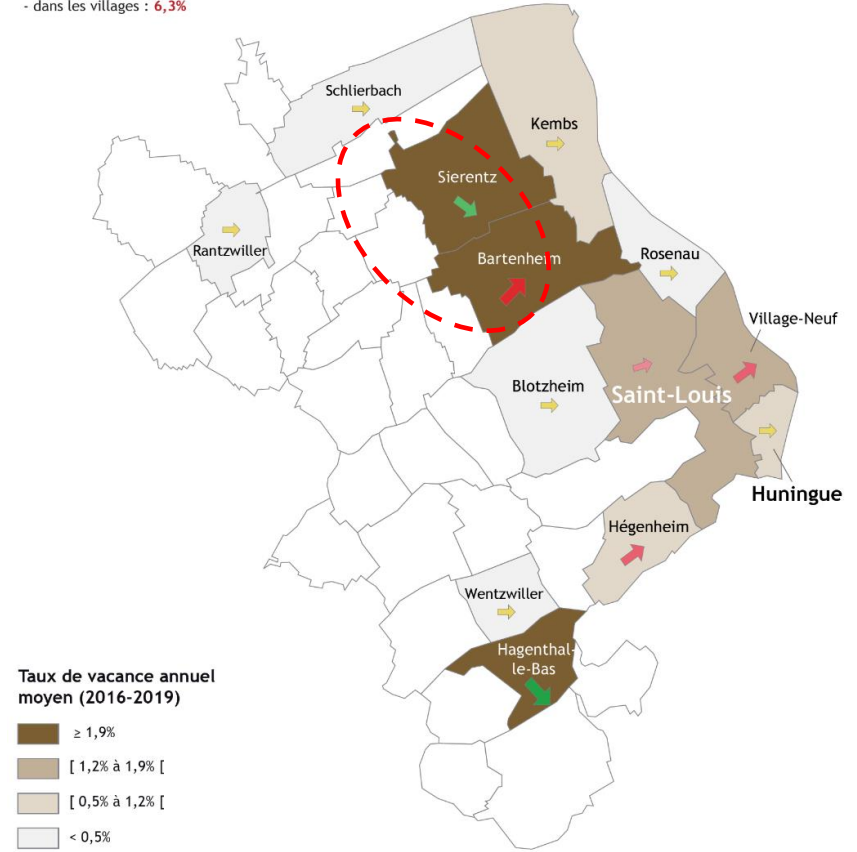 - dans les villages : 6,3%
Schlierbach
Kembs
Sierentz
Rantzwiller
Bartenheim
Rosenau
Village-Neuf
Blotzheim
Saint-Louis
Huningue
Hégenheim
Wentzwiller
Hagenthal-
le-Bas
Taux de vacance annuel
moyen (2016-2019)
≥ 1,9%
[ 1,2% à 1,9% [
[ 0,5% à 1,2% [
< 0,5%